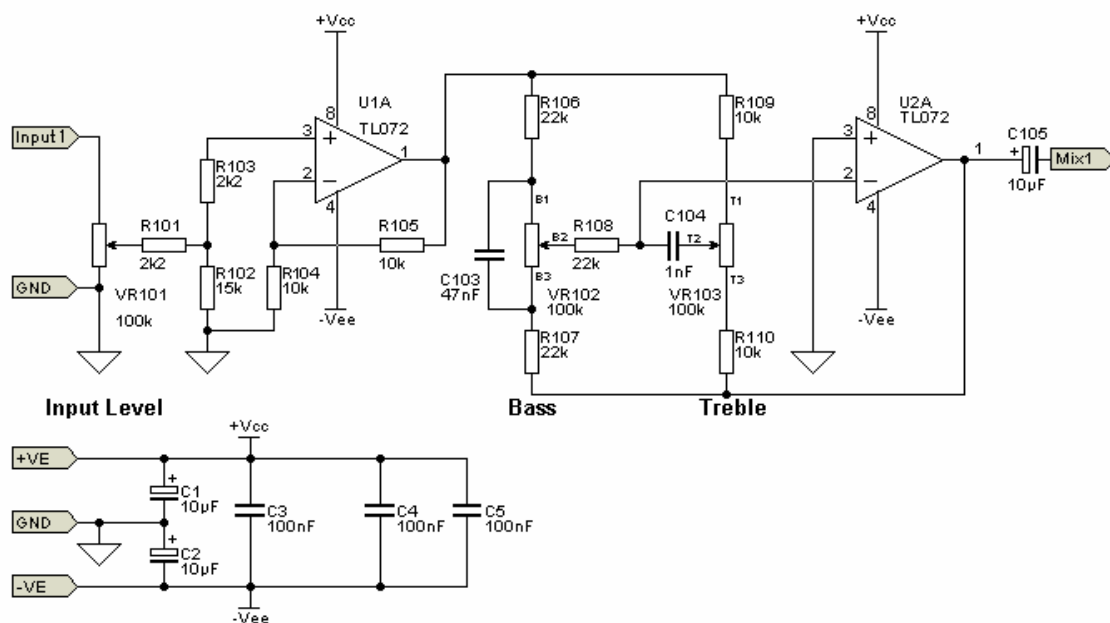 +Vcc
+Vcc
U1A
TL072
U2A
TL072
8
3
+
2
−
1
4
-Vee
8
3
+
2
−
1
4
-Vee
Input1
GND
VR101
100k
R101
2k2
R103
2k2
R102
15k
R104
10k
R105
10k
R106
22k
B1
B2
B3
C103
47nF
VR102
100k
R108
22k
R107
22k
C104
1nF
R109
10k
T1
T2
T3
VR103
100k
R110
10k
C105
+
10µF
Mix1
Input Level
Bass
Treble
+Vcc
+VE
GND
-VE
+
C1
10µF
+
C2
10µF
C3
100nF
C4
100nF
C5
100nF
-Vee